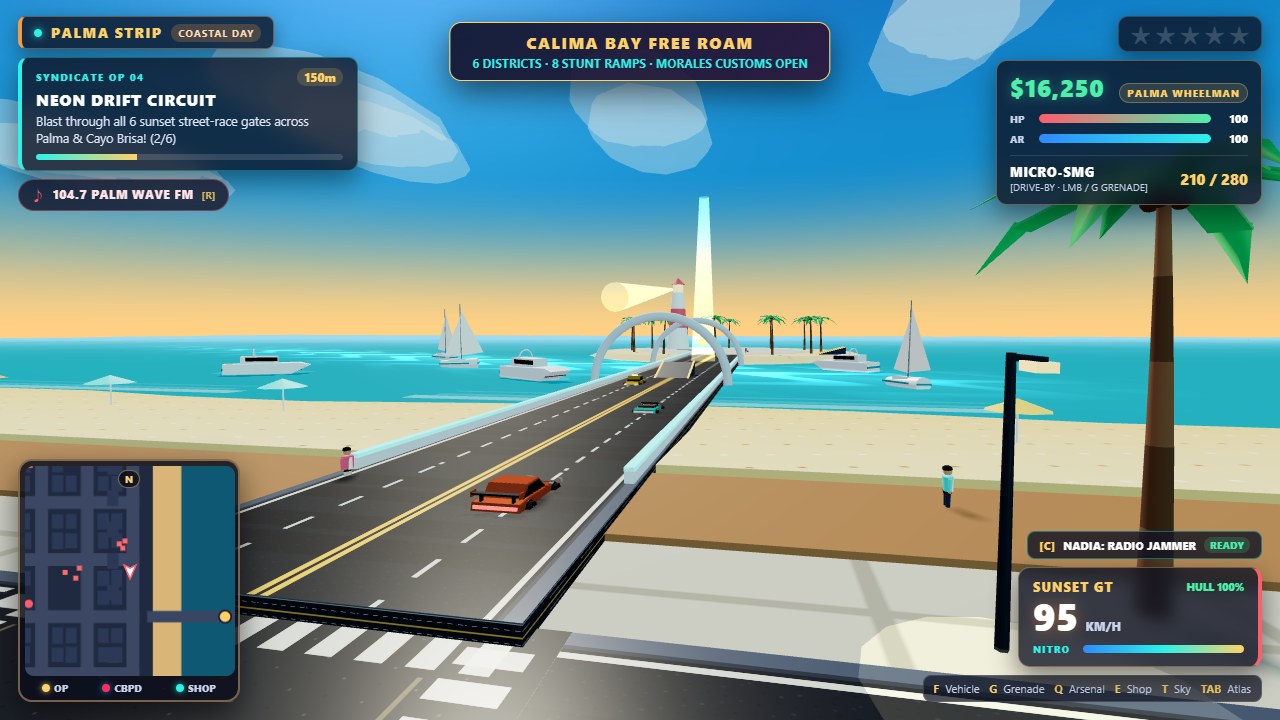 PALMA STRIP COASTAL DAY
SYNDICATE OP 04 150m
NEON DRIFT CIRCUIT
Blast through all 6 sunset street-race gates across
Palma & Cayo Brisa! (2/6)
♪ 104.7 PALM WAVE FM [R]
CALIMA BAY FREE ROAM
6 DISTRICTS · 8 STUNT RAMPS · MORALES CUSTOMS OPEN
★★★★★
$16,250 PALMA WHEELMAN
HP 100
AR 100
MICRO-SMG
[DRIVE-BY · LMB / G GRENADE]
210 / 280
N
OP CBPD SHOP
[C] NADIA: RADIO JAMMER READY
SUNSET GT HULL 100%
95 KM/H
NITRO
F Vehicle G Grenade Q Arsenal E Shop T Sky TAB Atlas